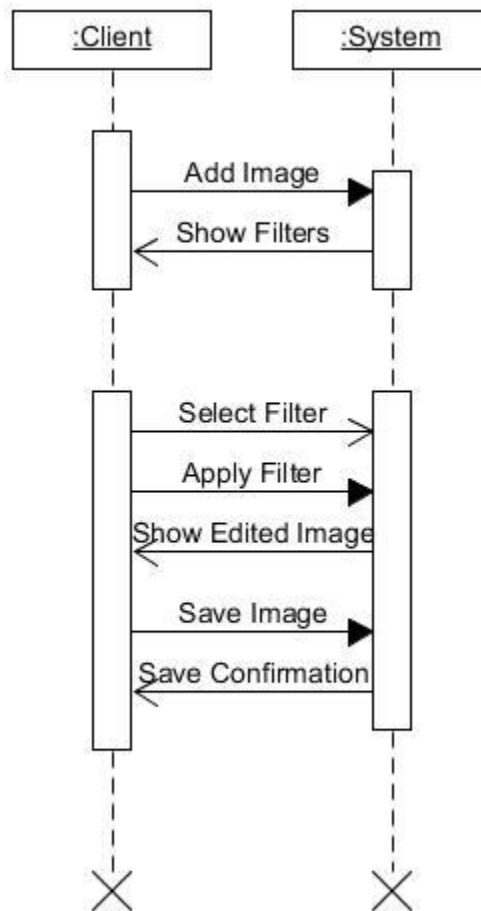 :Client
:System
Add Image
Show Filters
Select Filter
Apply Filter
Show Edited Image
Save Image
Save Confirmation